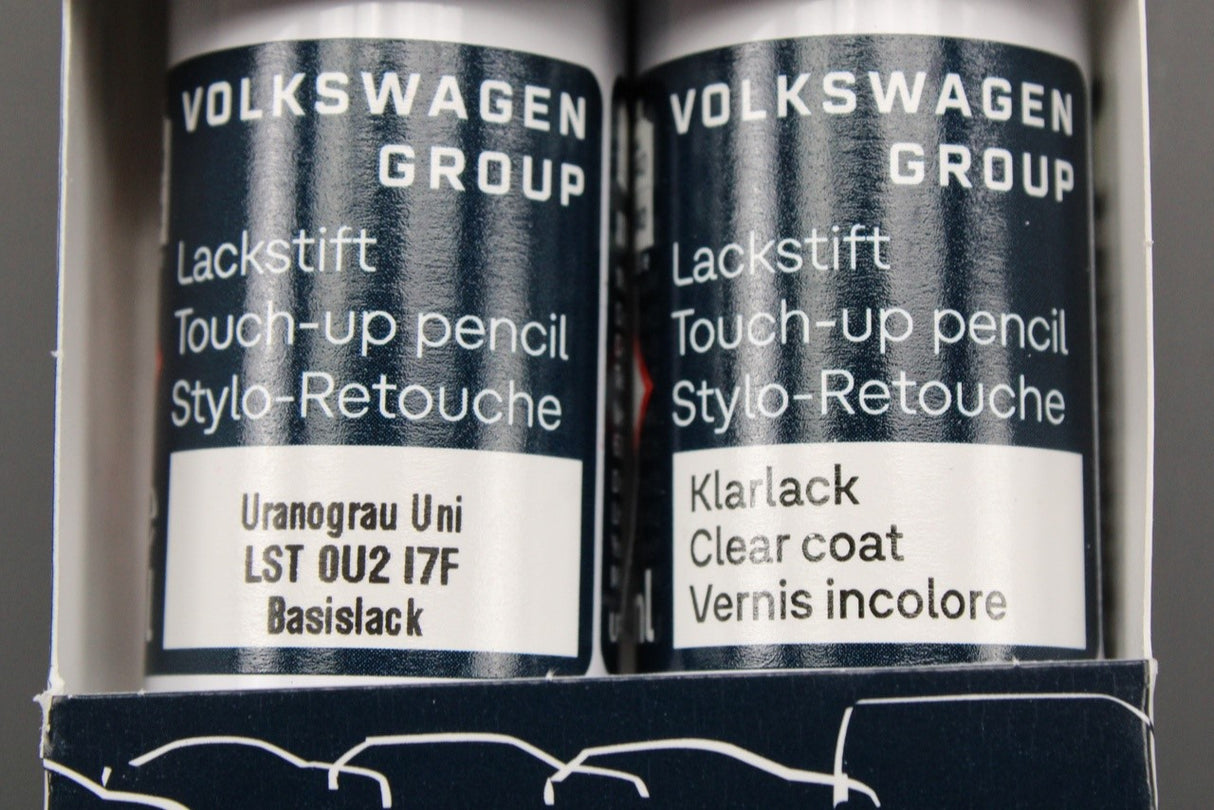 VOLKSWAGEN
GROUP
Lackstift
Touch-up pencil
Stylo-Retouche
Uranograu Uni
LST 0U2 I7F
Basislack
VOLKSWAGEN
GROUP
Lackstift
Touch-up pencil
Stylo-Retouche
Klarlack
Clear coat
Vernis incolore